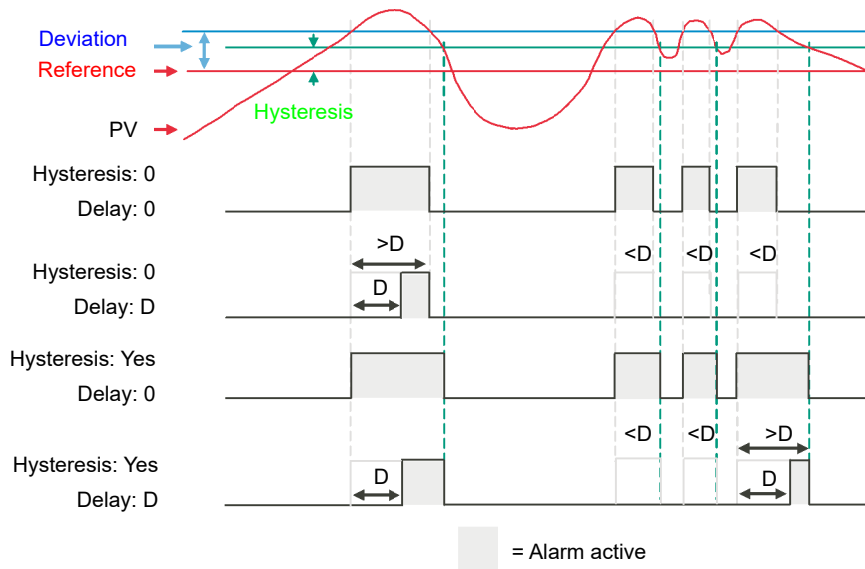 Deviation
Reference
Hysteresis
PV
Hysteresis: 0
Delay: 0
>D
<D <D <D
Hysteresis: 0
D
Delay: D
Hysteresis: Yes
Delay: 0
<D <D >D
Hysteresis: Yes
D D
Delay: D
= Alarm active